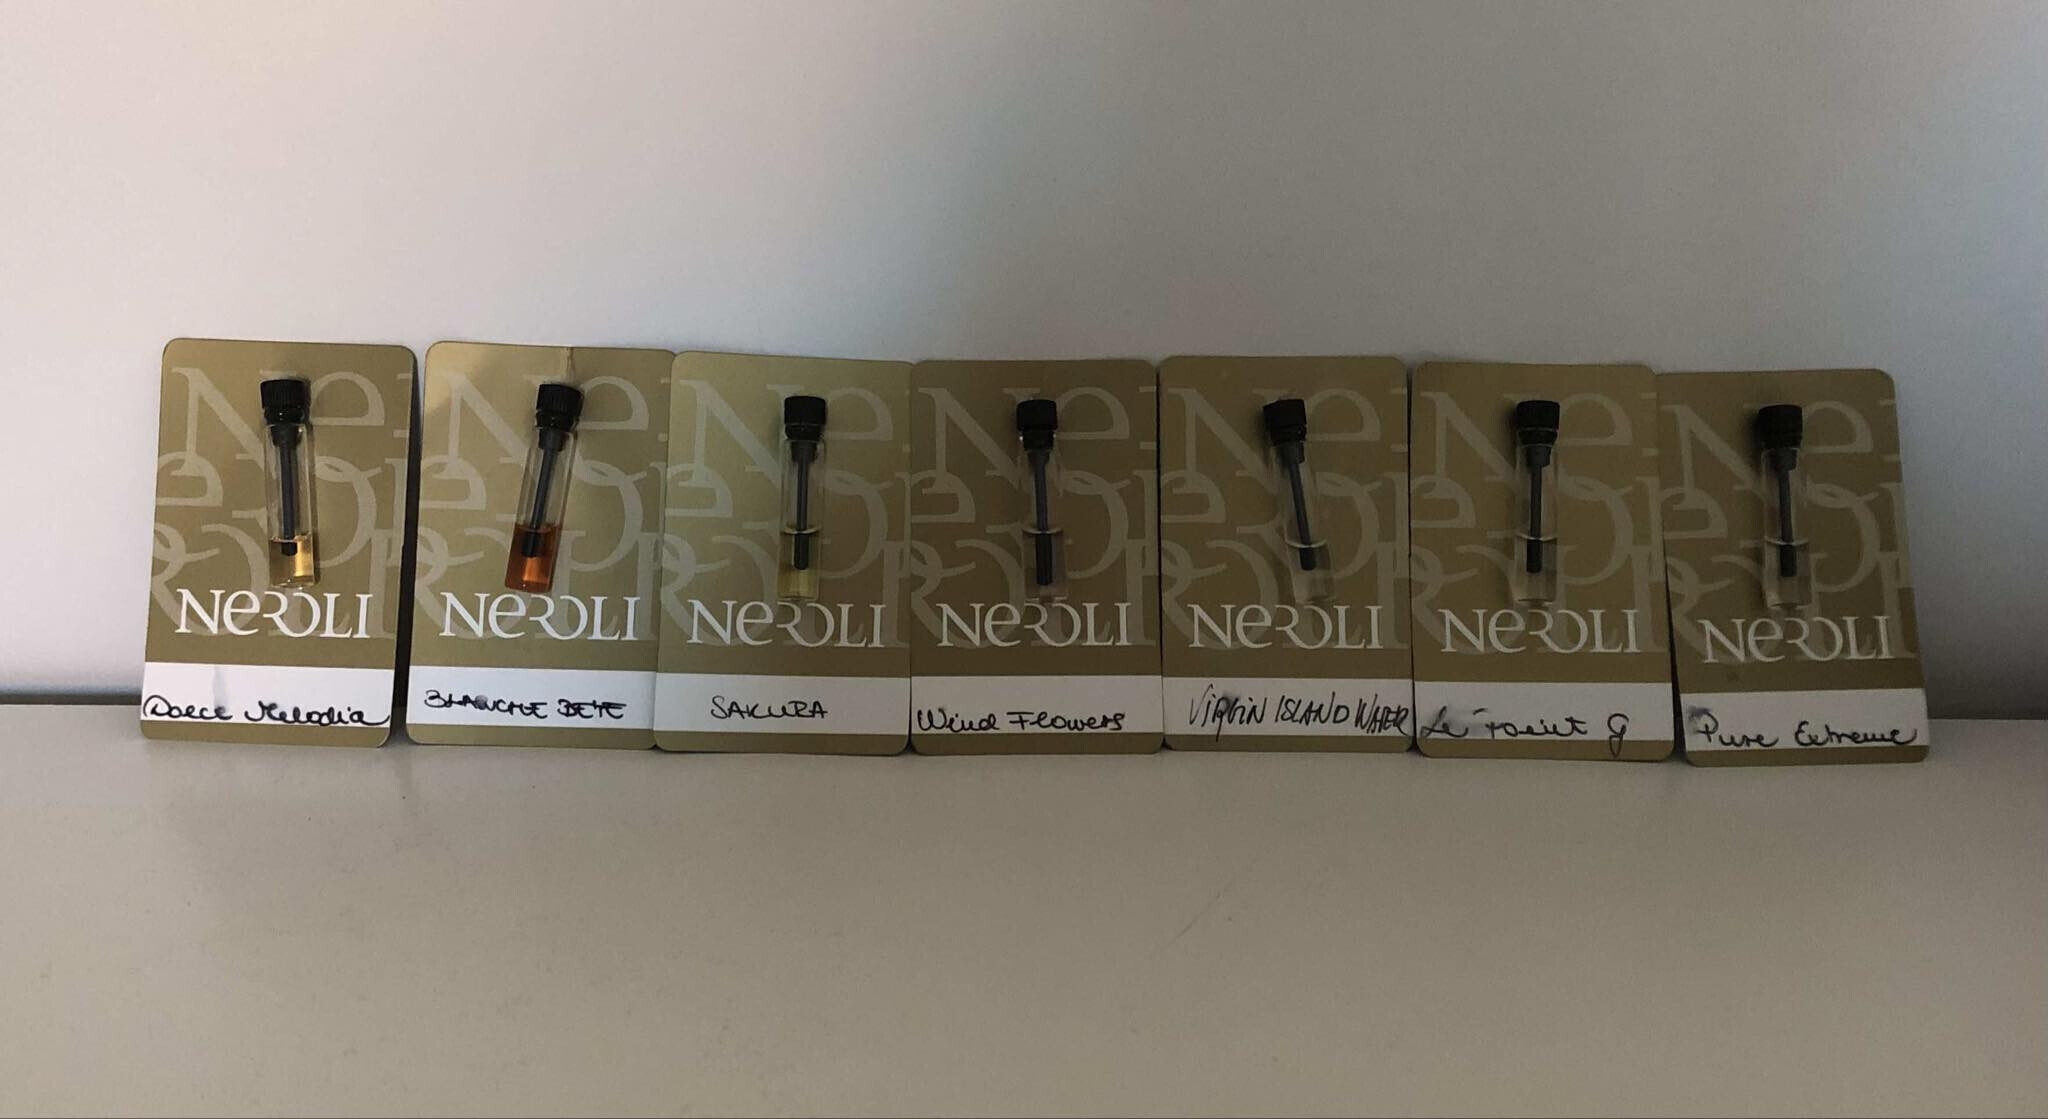 NeROLI
Dolce Melodia
NeROLI
BLANCHE BETE
NeROLI
SAKURA
NeROLI
Wind Flowers
NeROLI
VIRGIN ISLAND WATER
NeROLI
Le Point G
NeROLI
Pure Extreme